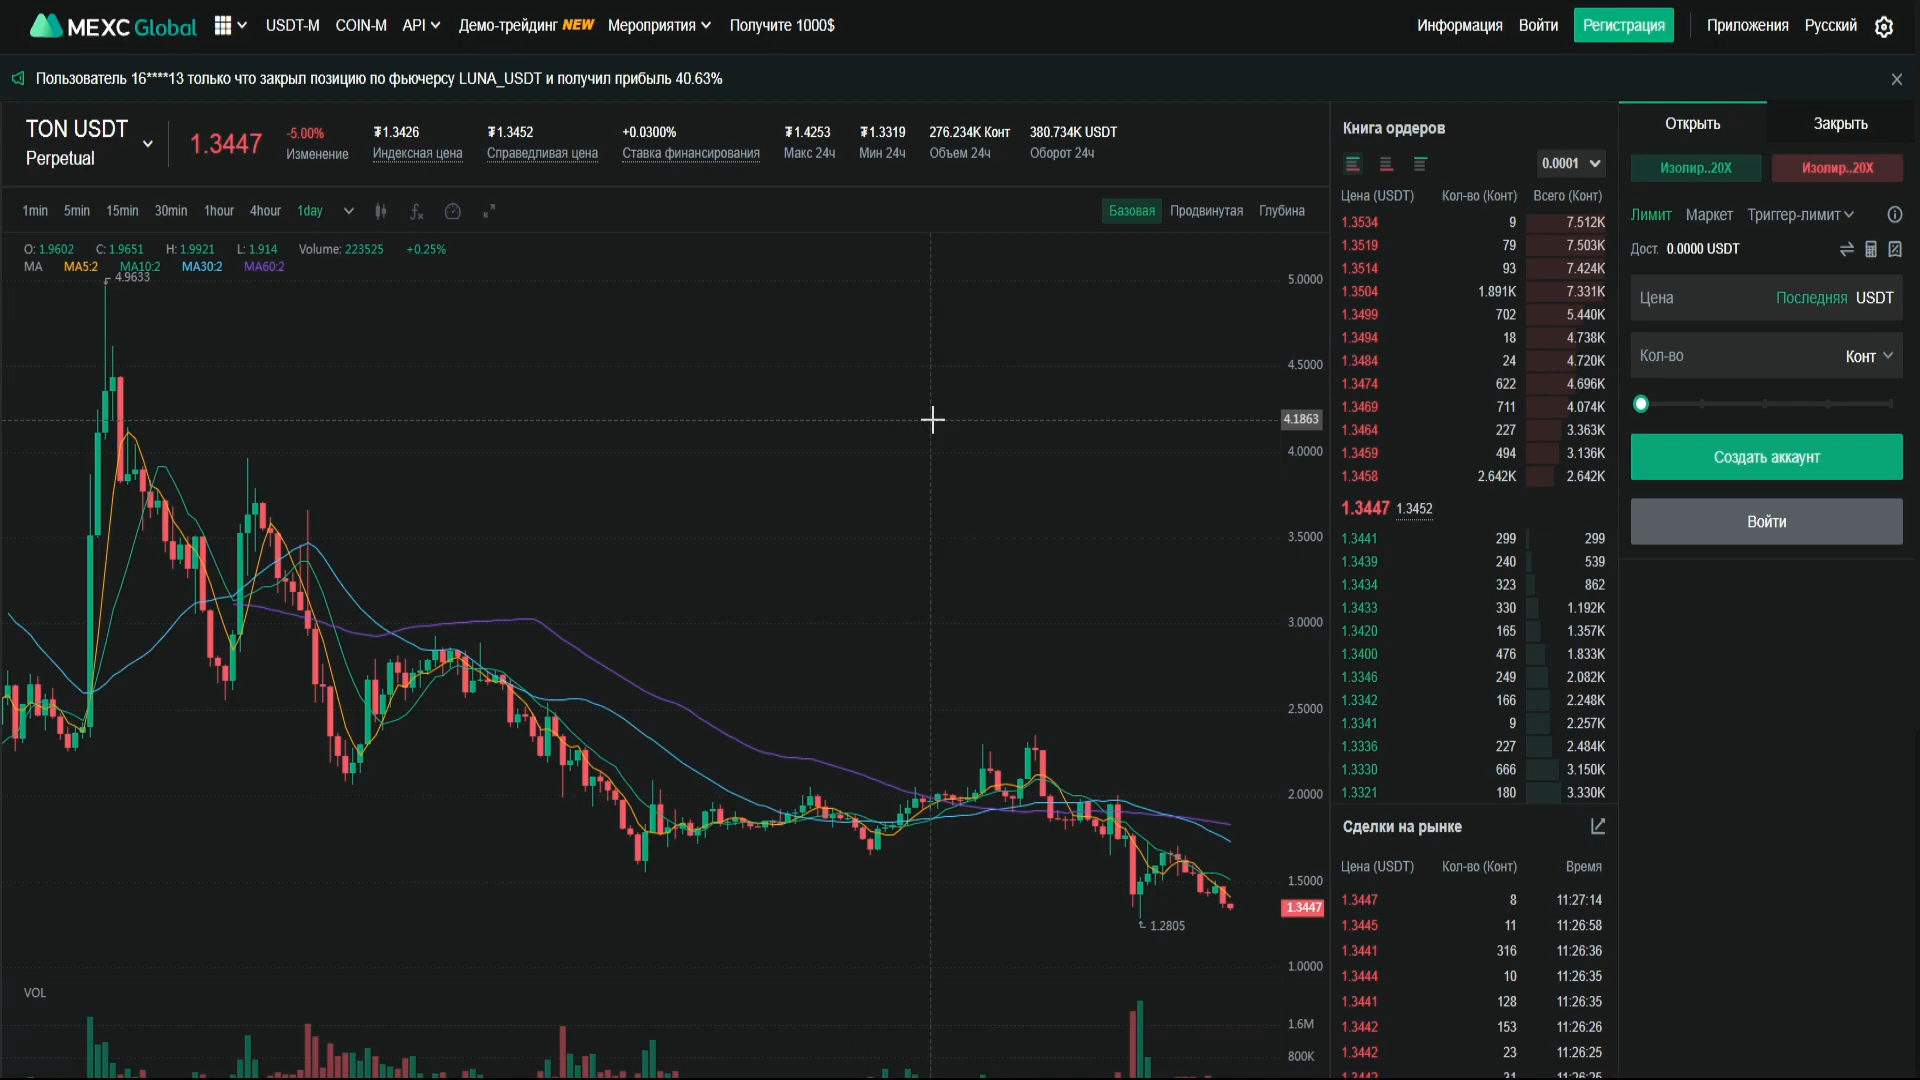 MEXC Global
USDT-M
COIN-M
API
Демо-трейдинг NEW
Мероприятия
Получите 1000$
Информация
Войти
Регистрация
Приложения
Русский
Пользователь 16****13 только что закрыл позицию по фьючерсу LUNA_USDT и получил прибыль 40.63%
TON USDT
Perpetual
1.3447
-5.00%
Изменение
₮1.3426
Индексная цена
₮1.3452
Справедливая цена
+0.0300%
Ставка финансирования
₮1.4253
Макс 24ч
₮1.3319
Мин 24ч
276.234K Конт
Объем 24ч
380.734K USDT
Оборот 24ч
1min 5min 15min 30min 1hour 4hour 1day
Базовая Продвинутая Глубина
O: 1.9602 C: 1.9651 H: 1.9921 L: 1.914 Volume: 223525 +0.25%
MA MA5:2 MA10:2 MA30:2 MA60:2
4.9633
5.0000
4.5000
4.1863
4.0000
3.5000
3.0000
2.5000
2.0000
1.5000
1.3447
1.2805
1.0000
VOL
1.6M
800K
Книга ордеров
0.0001
Цена (USDT) Кол-во (Конт) Всего (Конт)
1.3534 9 7.512K
1.3519 79 7.503K
1.3514 93 7.424K
1.3504 1.891K 7.331K
1.3499 702 5.440K
1.3494 18 4.738K
1.3484 24 4.720K
1.3474 622 4.696K
1.3469 711 4.074K
1.3464 227 3.363K
1.3459 494 3.136K
1.3458 2.642K 2.642K
1.3447 1.3452
1.3441 299 299
1.3439 240 539
1.3434 323 862
1.3433 330 1.192K
1.3420 165 1.357K
1.3400 476 1.833K
1.3346 249 2.082K
1.3342 166 2.248K
1.3341 9 2.257K
1.3336 227 2.484K
1.3330 666 3.150K
1.3321 180 3.330K
Сделки на рынке
Цена (USDT) Кол-во (Конт) Время
1.3447 8 11:27:14
1.3445 11 11:26:58
1.3441 316 11:26:36
1.3444 10 11:26:35
1.3441 128 11:26:35
1.3442 153 11:26:26
1.3442 23 11:26:25
1.3442 31 11:26:25
Открыть
Закрыть
Изолир..20X
Изолир..20X
Лимит Маркет Триггер-лимит
Дост. 0.0000 USDT
Цена Последняя USDT
Кол-во Конт
Создать аккаунт
Войти